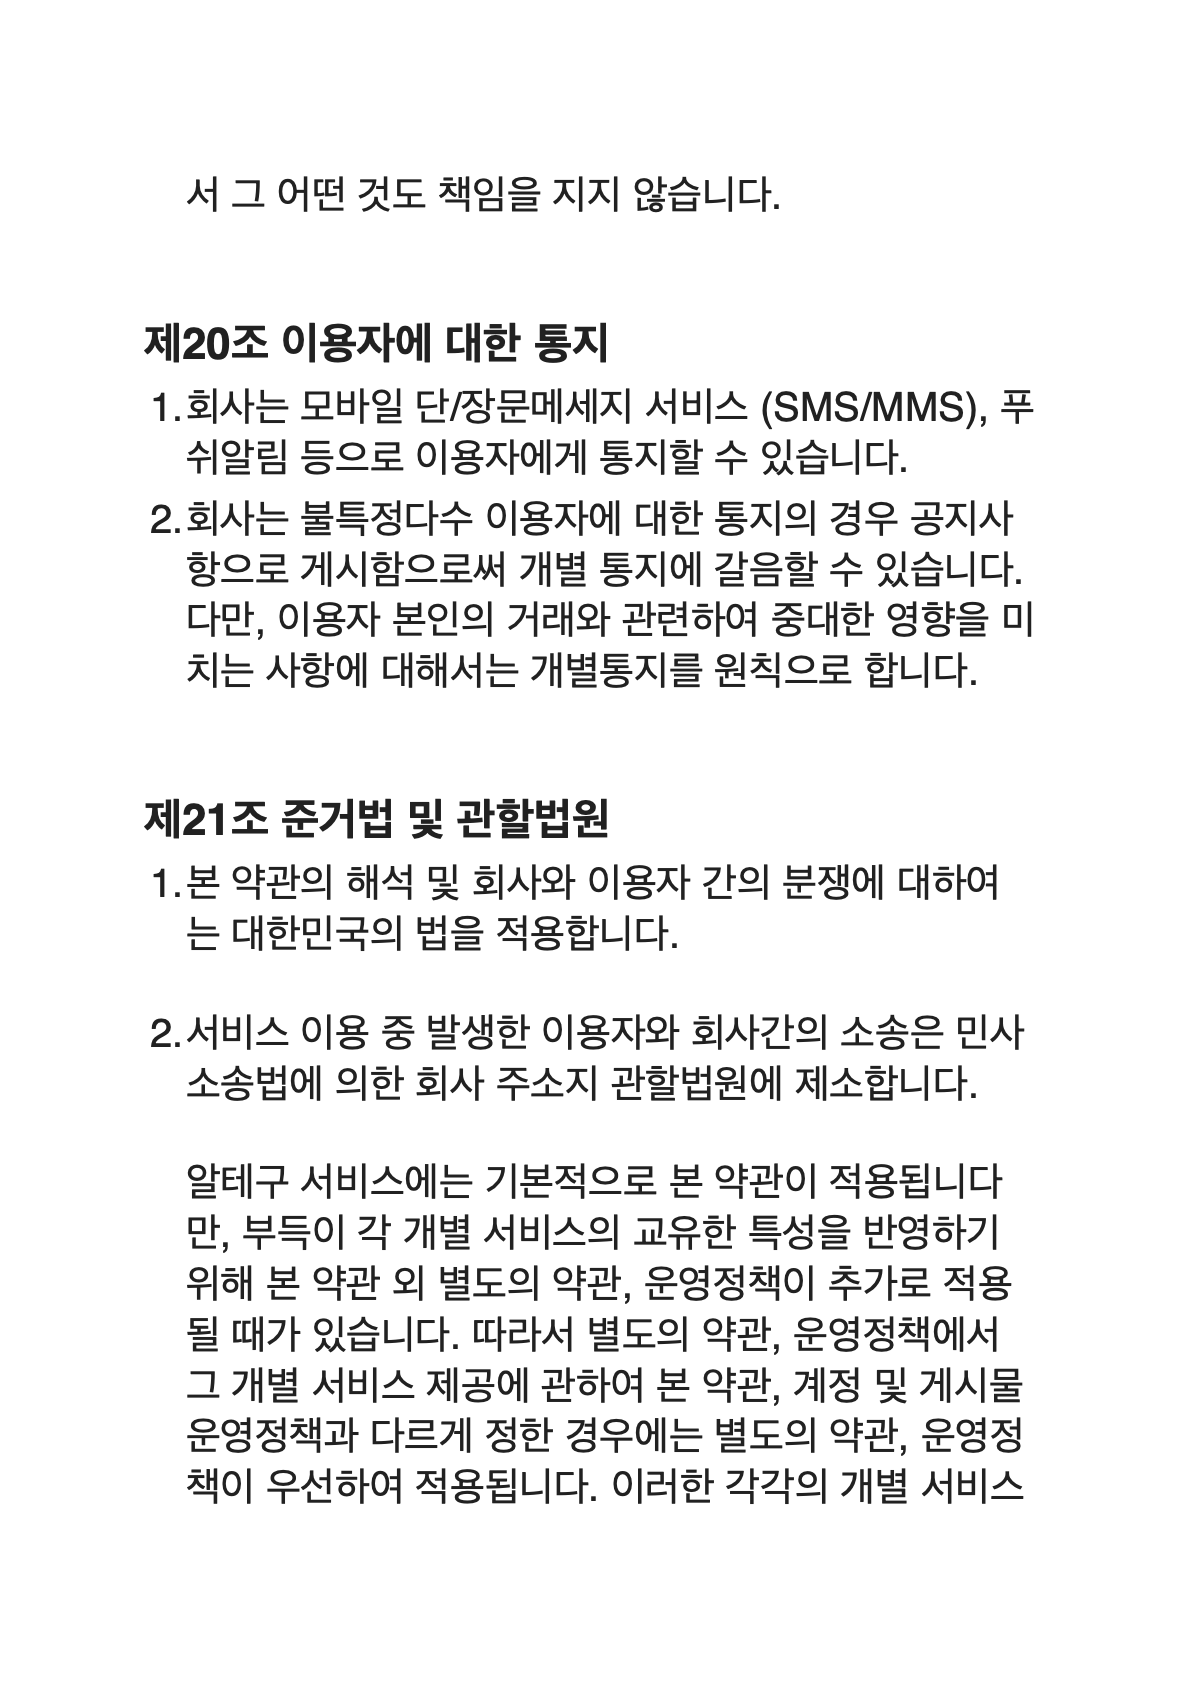 서 그 어떤 것도 책임을 지지 않습니다.
제20조 이용자에 대한 통지
1. 회사는 모바일 단/장문메세지 서비스 (SMS/MMS), 푸
쉬알림 등으로 이용자에게 통지할 수 있습니다.
2. 회사는 불특정다수 이용자에 대한 통지의 경우 공지사
항으로 게시함으로써 개별 통지에 갈음할 수 있습니다.
다만, 이용자 본인의 거래와 관련하여 중대한 영향을 미
치는 사항에 대해서는 개별통지를 원칙으로 합니다.
제21조 준거법 및 관할법원
1. 본 약관의 해석 및 회사와 이용자 간의 분쟁에 대하여
는 대한민국의 법을 적용합니다.
2. 서비스 이용 중 발생한 이용자와 회사간의 소송은 민사
소송법에 의한 회사 주소지 관할법원에 제소합니다.
알테구 서비스에는 기본적으로 본 약관이 적용됩니다
만, 부득이 각 개별 서비스의 교유한 특성을 반영하기
위해 본 약관 외 별도의 약관, 운영정책이 추가로 적용
될 때가 있습니다. 따라서 별도의 약관, 운영정책에서
그 개별 서비스 제공에 관하여 본 약관, 계정 및 게시물
운영정책과 다르게 정한 경우에는 별도의 약관, 운영정
책이 우선하여 적용됩니다. 이러한 각각의 개별 서비스